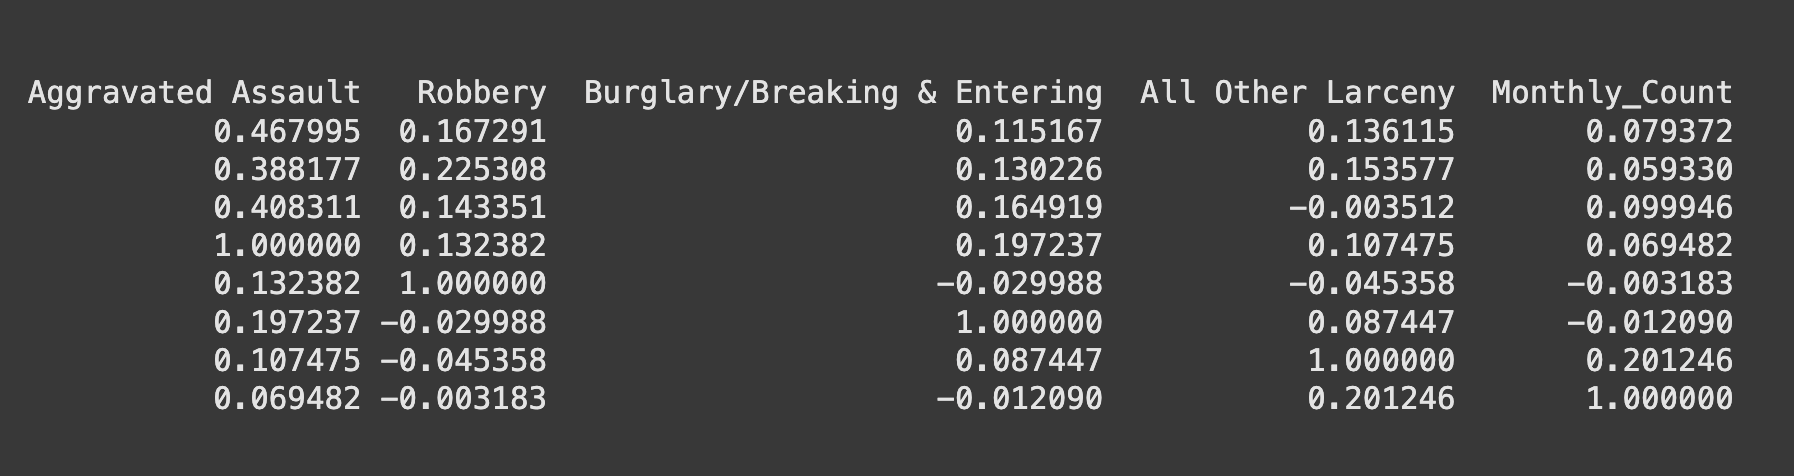 Aggravated Assault Robbery Burglary/Breaking & Entering All Other Larceny Monthly_Count
0.467995 0.167291 0.115167 0.136115 0.079372
0.388177 0.225308 0.130226 0.153577 0.059330
0.408311 0.143351 0.164919 -0.003512 0.099946
1.000000 0.132382 0.197237 0.107475 0.069482
0.132382 1.000000 -0.029988 -0.045358 -0.003183
0.197237 -0.029988 1.000000 0.087447 -0.012090
0.107475 -0.045358 0.087447 1.000000 0.201246
0.069482 -0.003183 -0.012090 0.201246 1.000000